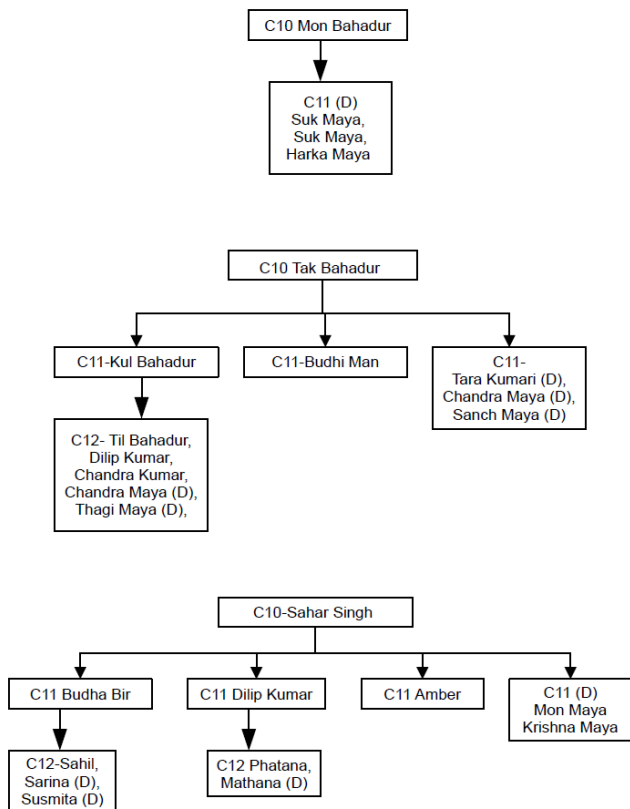 C10 Mon Bahadur
C11 (D)
Suk Maya,
Suk Maya,
Harka Maya
C10 Tak Bahadur
C11-Kul Bahadur
C11-Budhi Man
C11-
Tara Kumari (D),
Chandra Maya (D),
Sanch Maya (D)
C12- Til Bahadur,
Dilip Kumar,
Chandra Kumar,
Chandra Maya (D),
Thagi Maya (D),
C10-Sahar Singh
C11 Budha Bir
C11 Dilip Kumar
C11 Amber
C11 (D)
Mon Maya
Krishna Maya
C12-Sahil,
Sarina (D),
Susmita (D)
C12 Phatana,
Mathana (D)